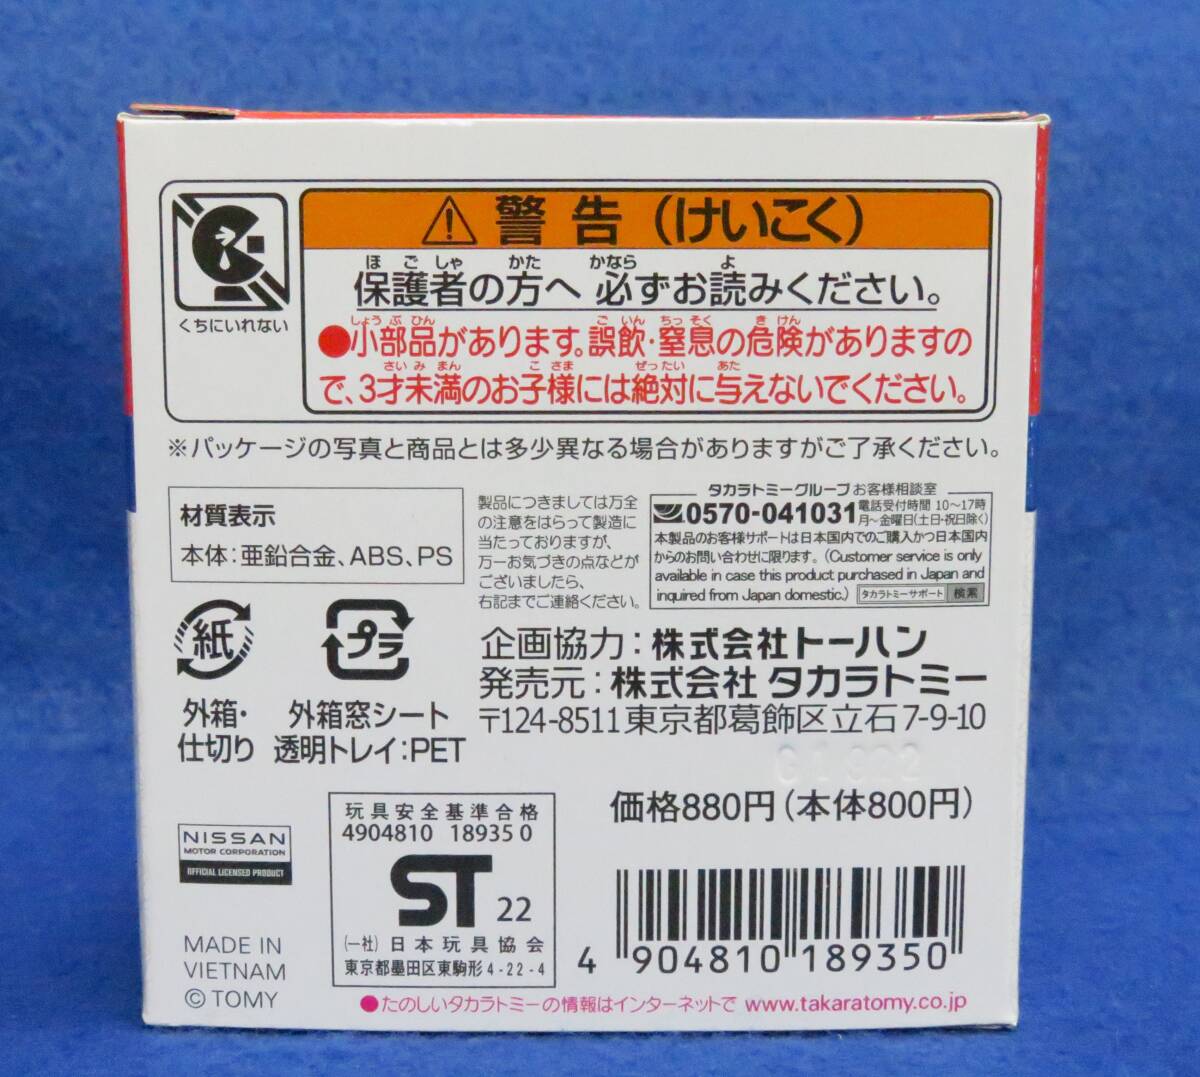 くちにいれない
⚠ 警告（けいこく）
ほごしゃ かた かなら よ
保護者の方へ 必ずお読みください。
しょうぶひん ごいん ちっそく きけん
●小部品があります。誤飲・窒息の危険がありますの
さいみまん こさま ぜったい あた
で、3才未満のお子様には絶対に与えないでください。
※パッケージの写真と商品とは多少異なる場合がありますがご了承ください。
材質表示
本体：亜鉛合金、ABS、PS
製品につきましては万全
の注意をはらって製造に
当たっておりますが、
万一お気づきの点などが
ございましたら、
右記までご連絡ください。
タカラトミーグループお客様相談室
0570-041031
電話受付時間 10〜17時
月〜金曜日(土日・祝日除く)
本製品のお客様サポートは日本国内でのご購入かつ日本国内
からのお問い合わせに限ります。(Customer service is only
available in case this product purchased in Japan and
inquired from Japan domestic.) タカラトミーサポート 検索
紙
外箱・
仕切り
プラ
外箱窓シート
透明トレイ：PET
企画協力：株式会社トーハン
発売元：株式会社 タカラトミー
〒124-8511 東京都葛飾区立石7-9-10
価格880円（本体800円）
NISSAN
MOTOR CORPORATION
OFFICIAL LICENSED PRODUCT
MADE IN
VIETNAM
© TOMY
玩具安全基準合格
4904810 18935 0
ST 22
(一社) 日本玩具協会
東京都墨田区東駒形4-22-4
4 904810 189350
●たのしいタカラトミーの情報はインターネットで www.takaratomy.co.jp